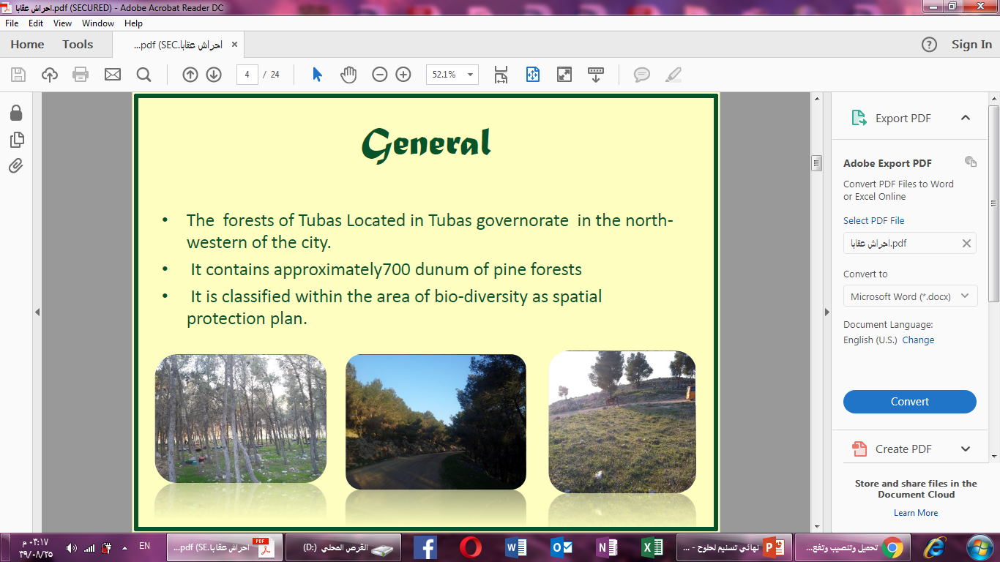 احراش عقابا.pdf (SECURED) - Adobe Acrobat Reader DC
File Edit View Window Help
Home Tools احراش عقابا.pdf (SEC... Sign In
4 / 24 52.1%
General
• The forests of Tubas Located in Tubas governorate in the north-
western of the city.
• It contains approximately700 dunum of pine forests
• It is classified within the area of bio-diversity as spatial
protection plan.
Export PDF
Adobe Export PDF
Convert PDF Files to Word
or Excel Online
Select PDF File
احراش عقابا.pdf
Convert to
Microsoft Word (*.docx)
Document Language:
English (U.S.) Change
Convert
Create PDF
Store and share files in the
Document Cloud
Learn More
٠٣:١٧ م
٣٩/٠٨/٢٥
EN
احراش عقابا.pdf (SE...
القرص المحلي (D:)
نهائي تسنيم لحلوح - ...
تحميل وتنصيب وتفع...